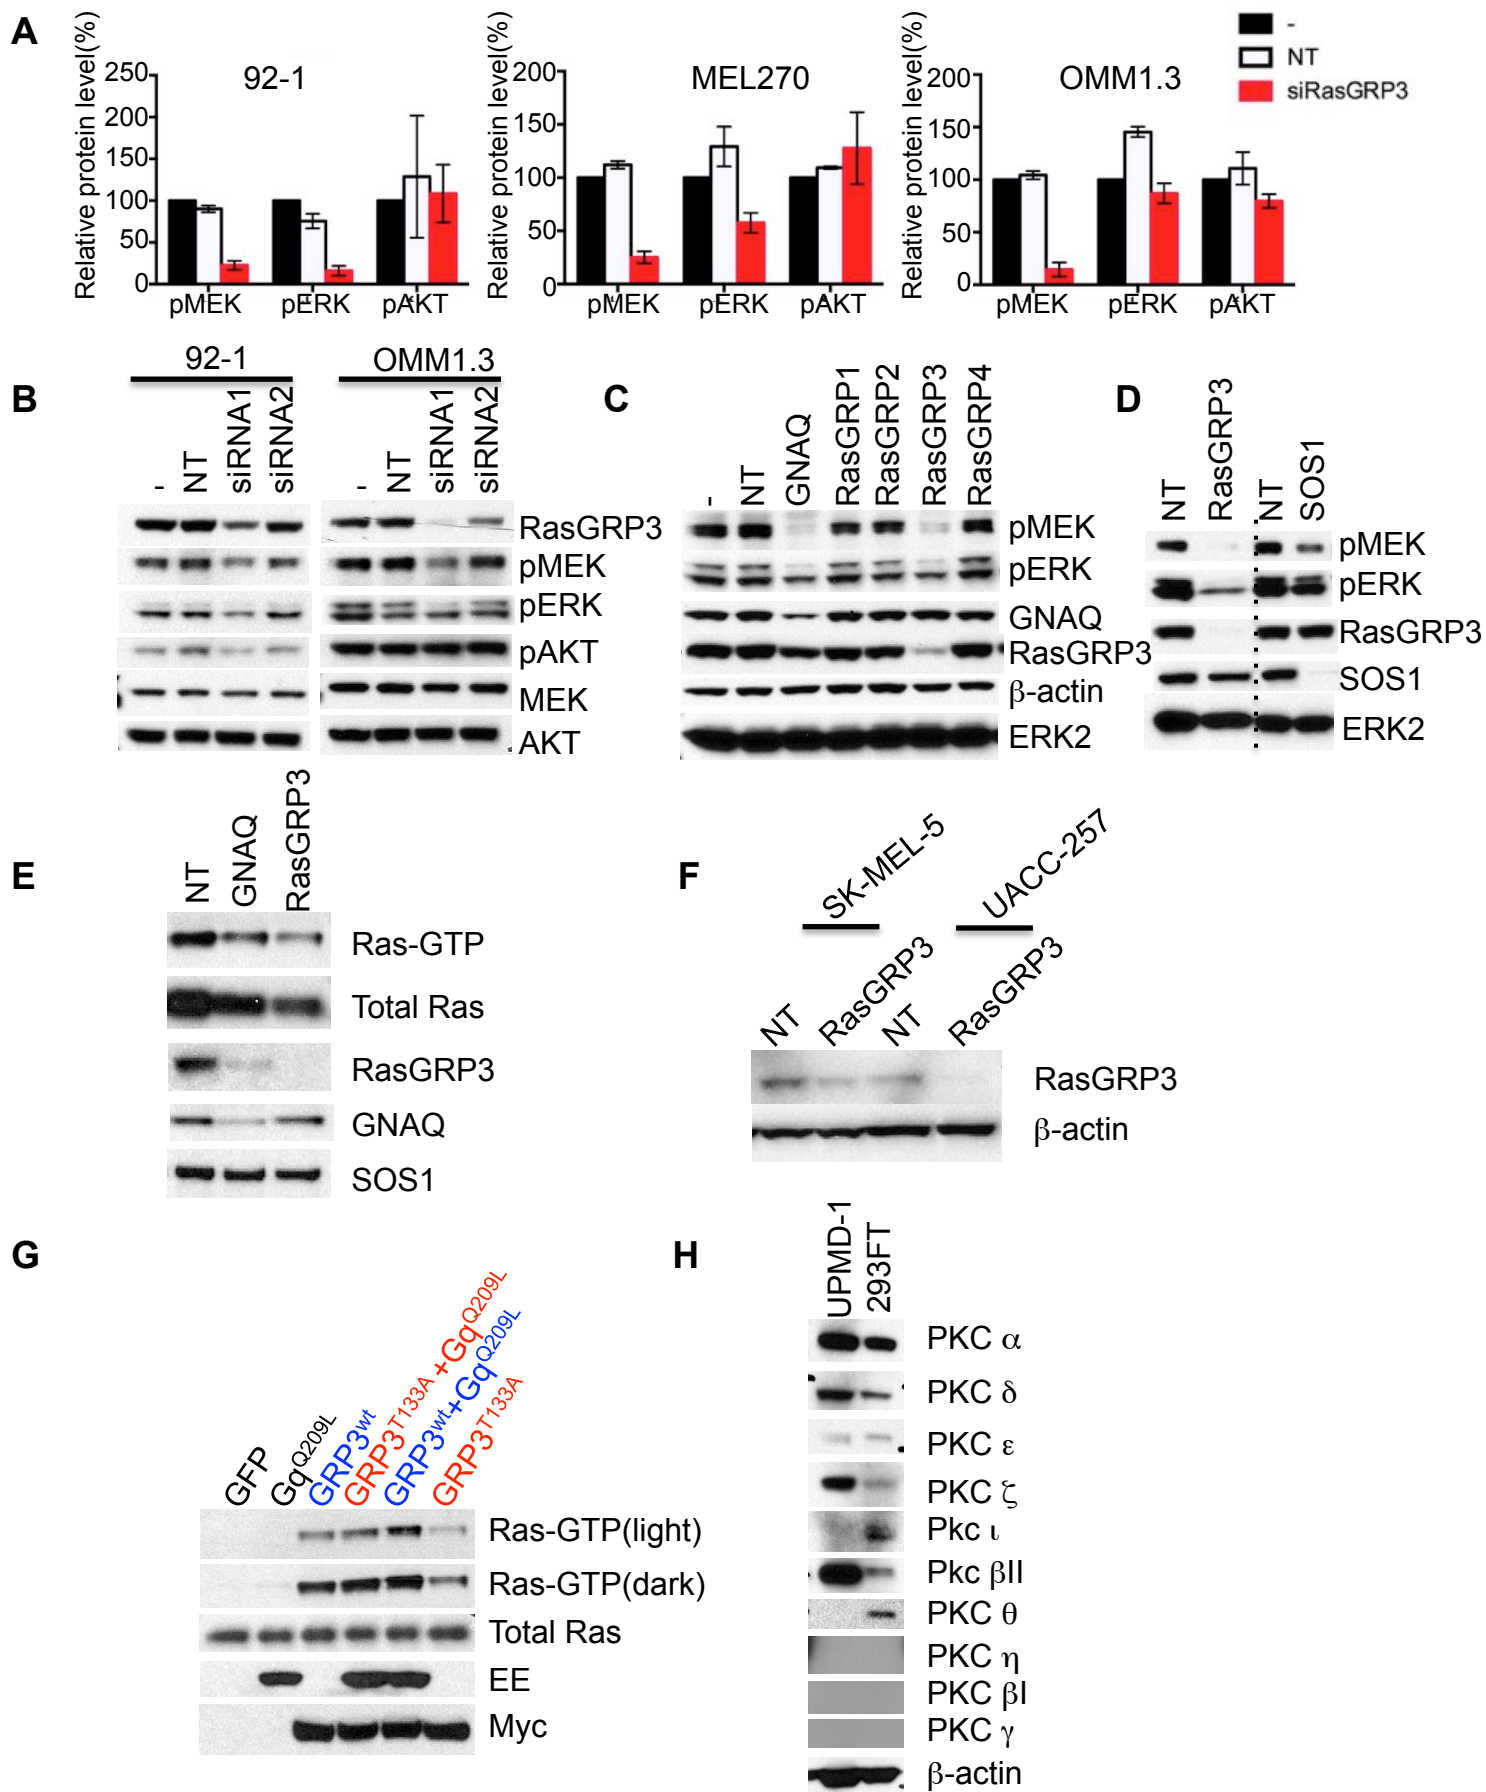 A
Relative protein level(%)
250
200
150
100
50
0
92-1
pMEK pERK pAKT
Relative protein level(%)
200
150
100
50
0
MEL270
pMEK pERK pAKT
Relative protein level(%)
200
150
100
50
0
OMM1.3
pMEK pERK pAKT
-
NT
siRasGRP3
B
92-1 OMM1.3
- NT siRNA1 siRNA2 - NT siRNA1 siRNA2
RasGRP3
pMEK
pERK
pAKT
MEK
AKT
C
- NT GNAQ RasGRP1 RasGRP2 RasGRP3 RasGRP4
pMEK
pERK
GNAQ
RasGRP3
β-actin
ERK2
D
NT RasGRP3 NT SOS1
pMEK
pERK
RasGRP3
SOS1
ERK2
E
NT GNAQ RasGRP3
Ras-GTP
Total Ras
RasGRP3
GNAQ
SOS1
F
SK-MEL-5 UACC-257
NT RasGRP3 NT RasGRP3
RasGRP3
β-actin
G
GFP GqQ209L GRP3wt GRP3T133A+GqQ209L GRP3wt+GqQ209L GRP3T133A
Ras-GTP(light)
Ras-GTP(dark)
Total Ras
EE
Myc
H
UPMD-1 293FT
PKC α
PKC δ
PKC ε
PKC ζ
Pkc ι
Pkc βII
PKC θ
PKC η
PKC βI
PKC γ
β-actin